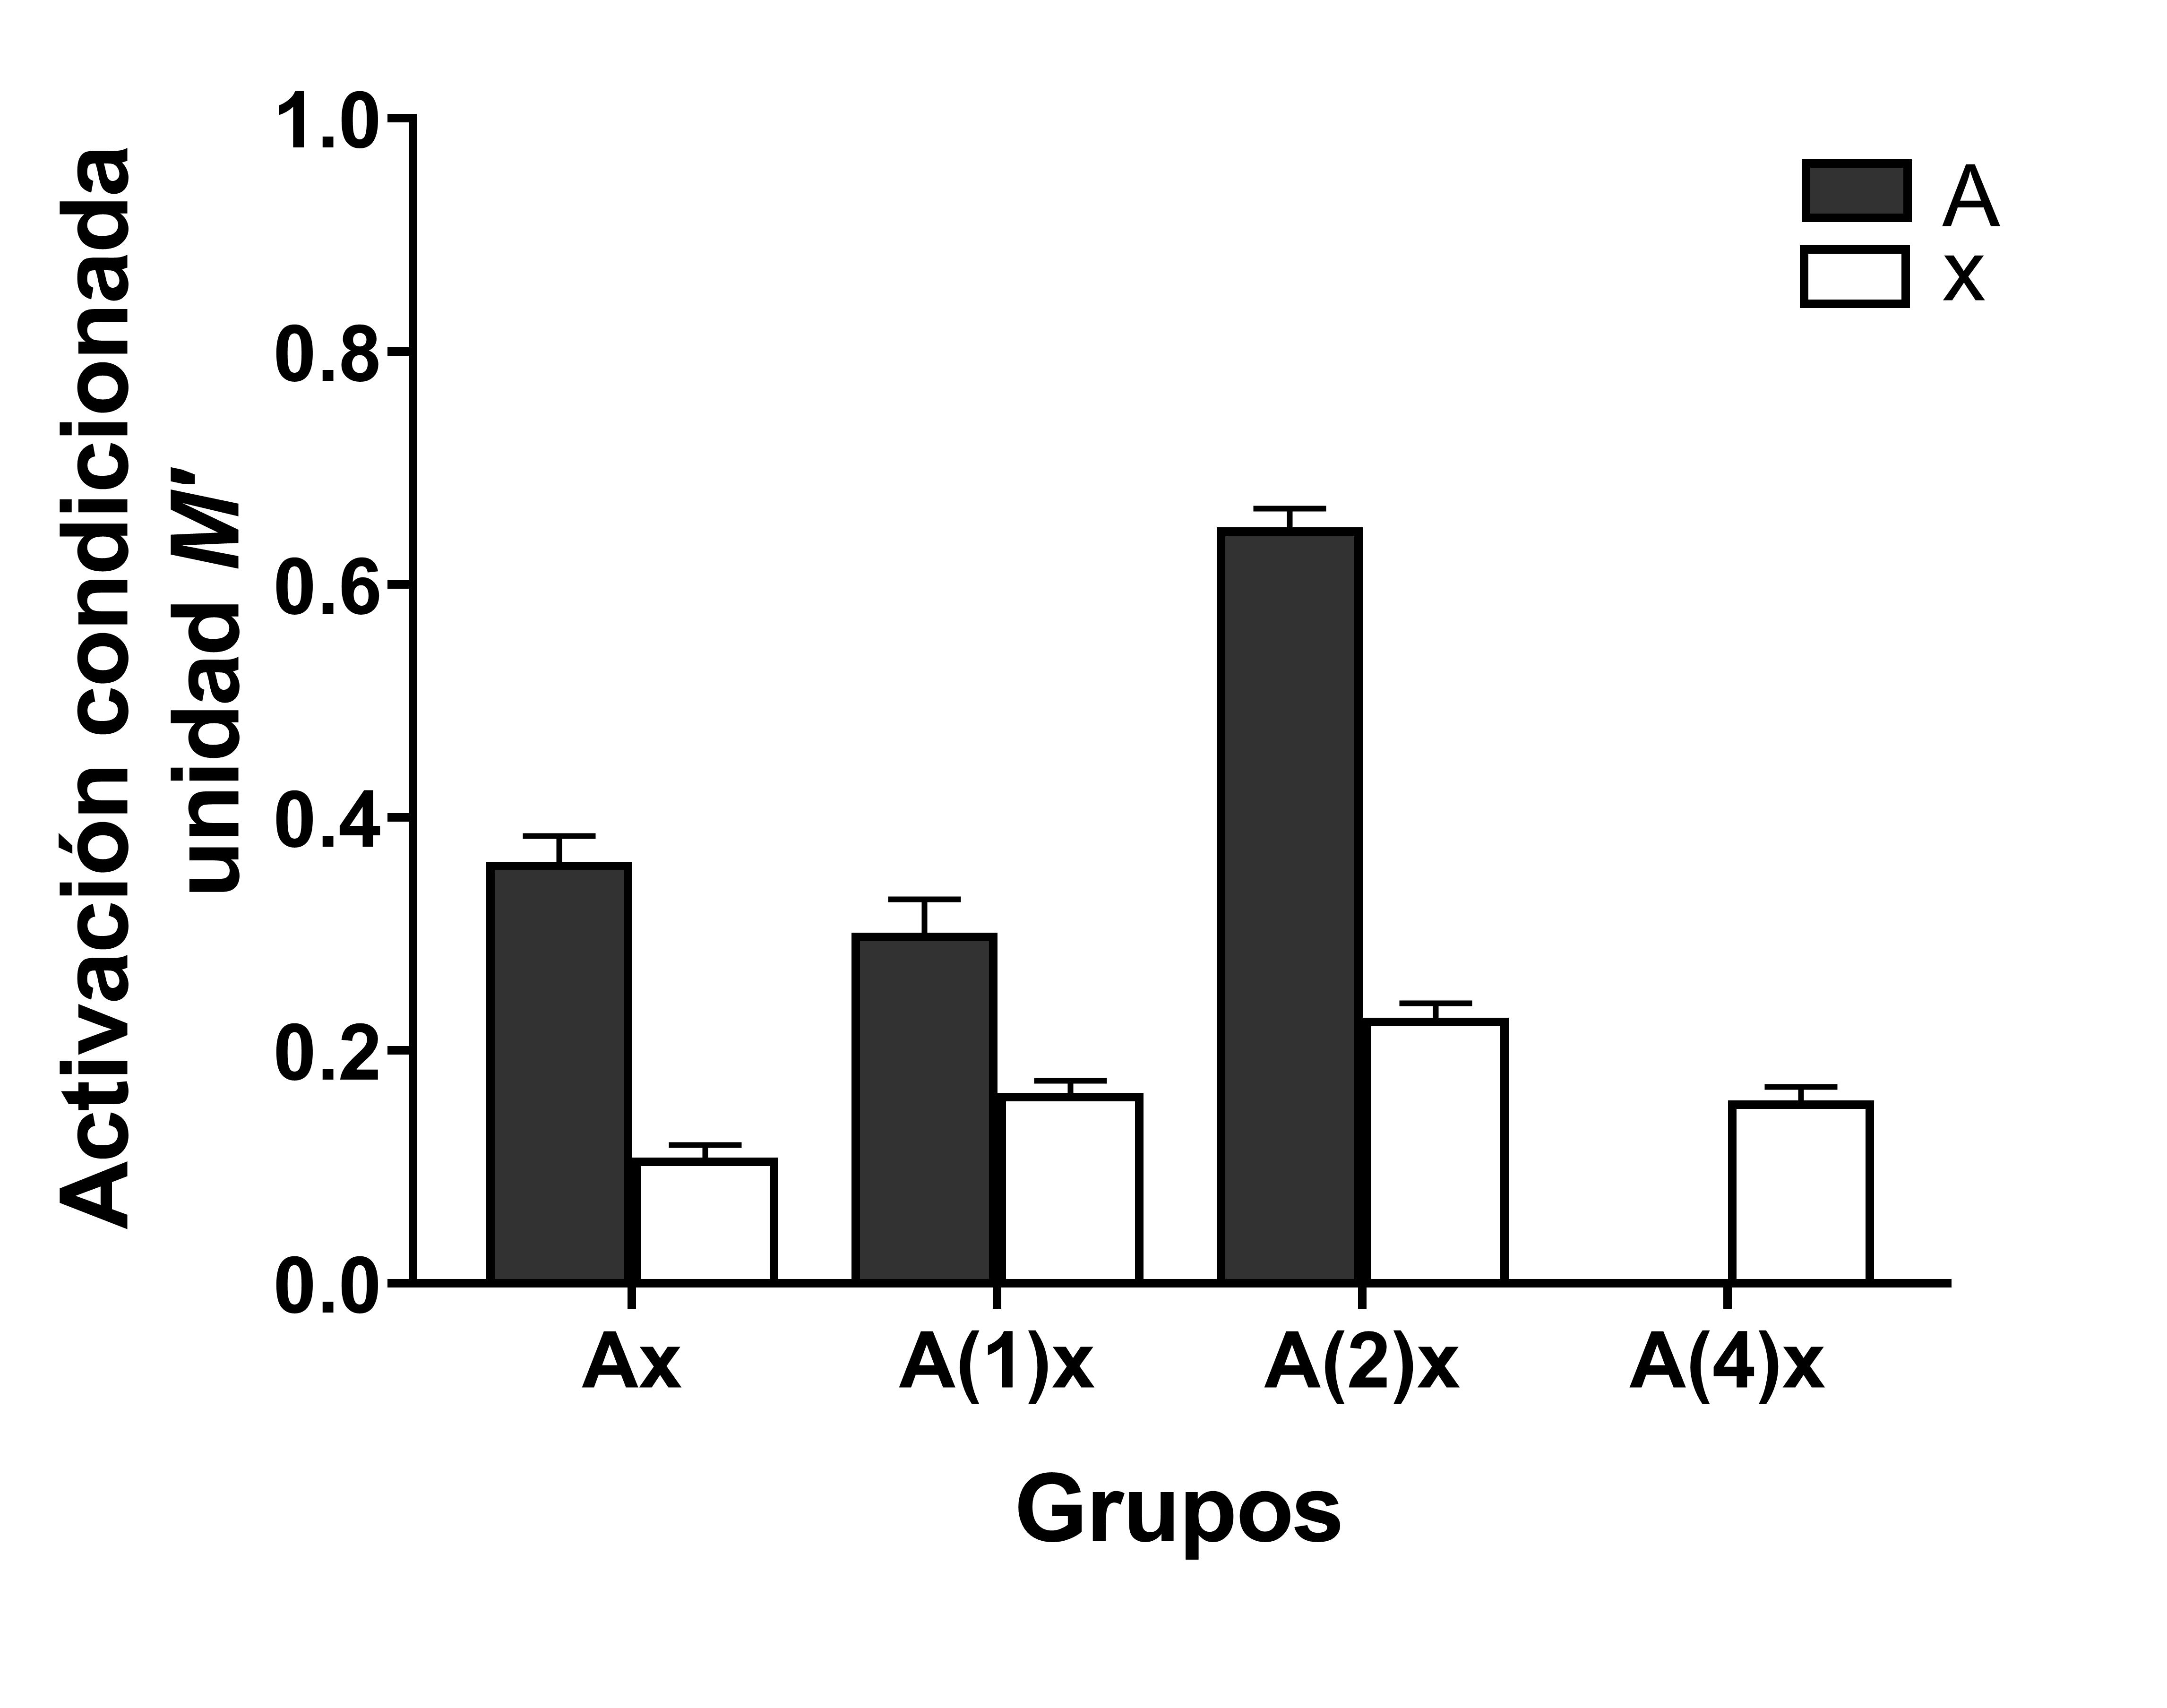 Activación condicionada
unidad M'
1.0
0.8
0.6
0.4
0.2
0.0
A
x
Ax
A(1)x
A(2)x
A(4)x
Grupos